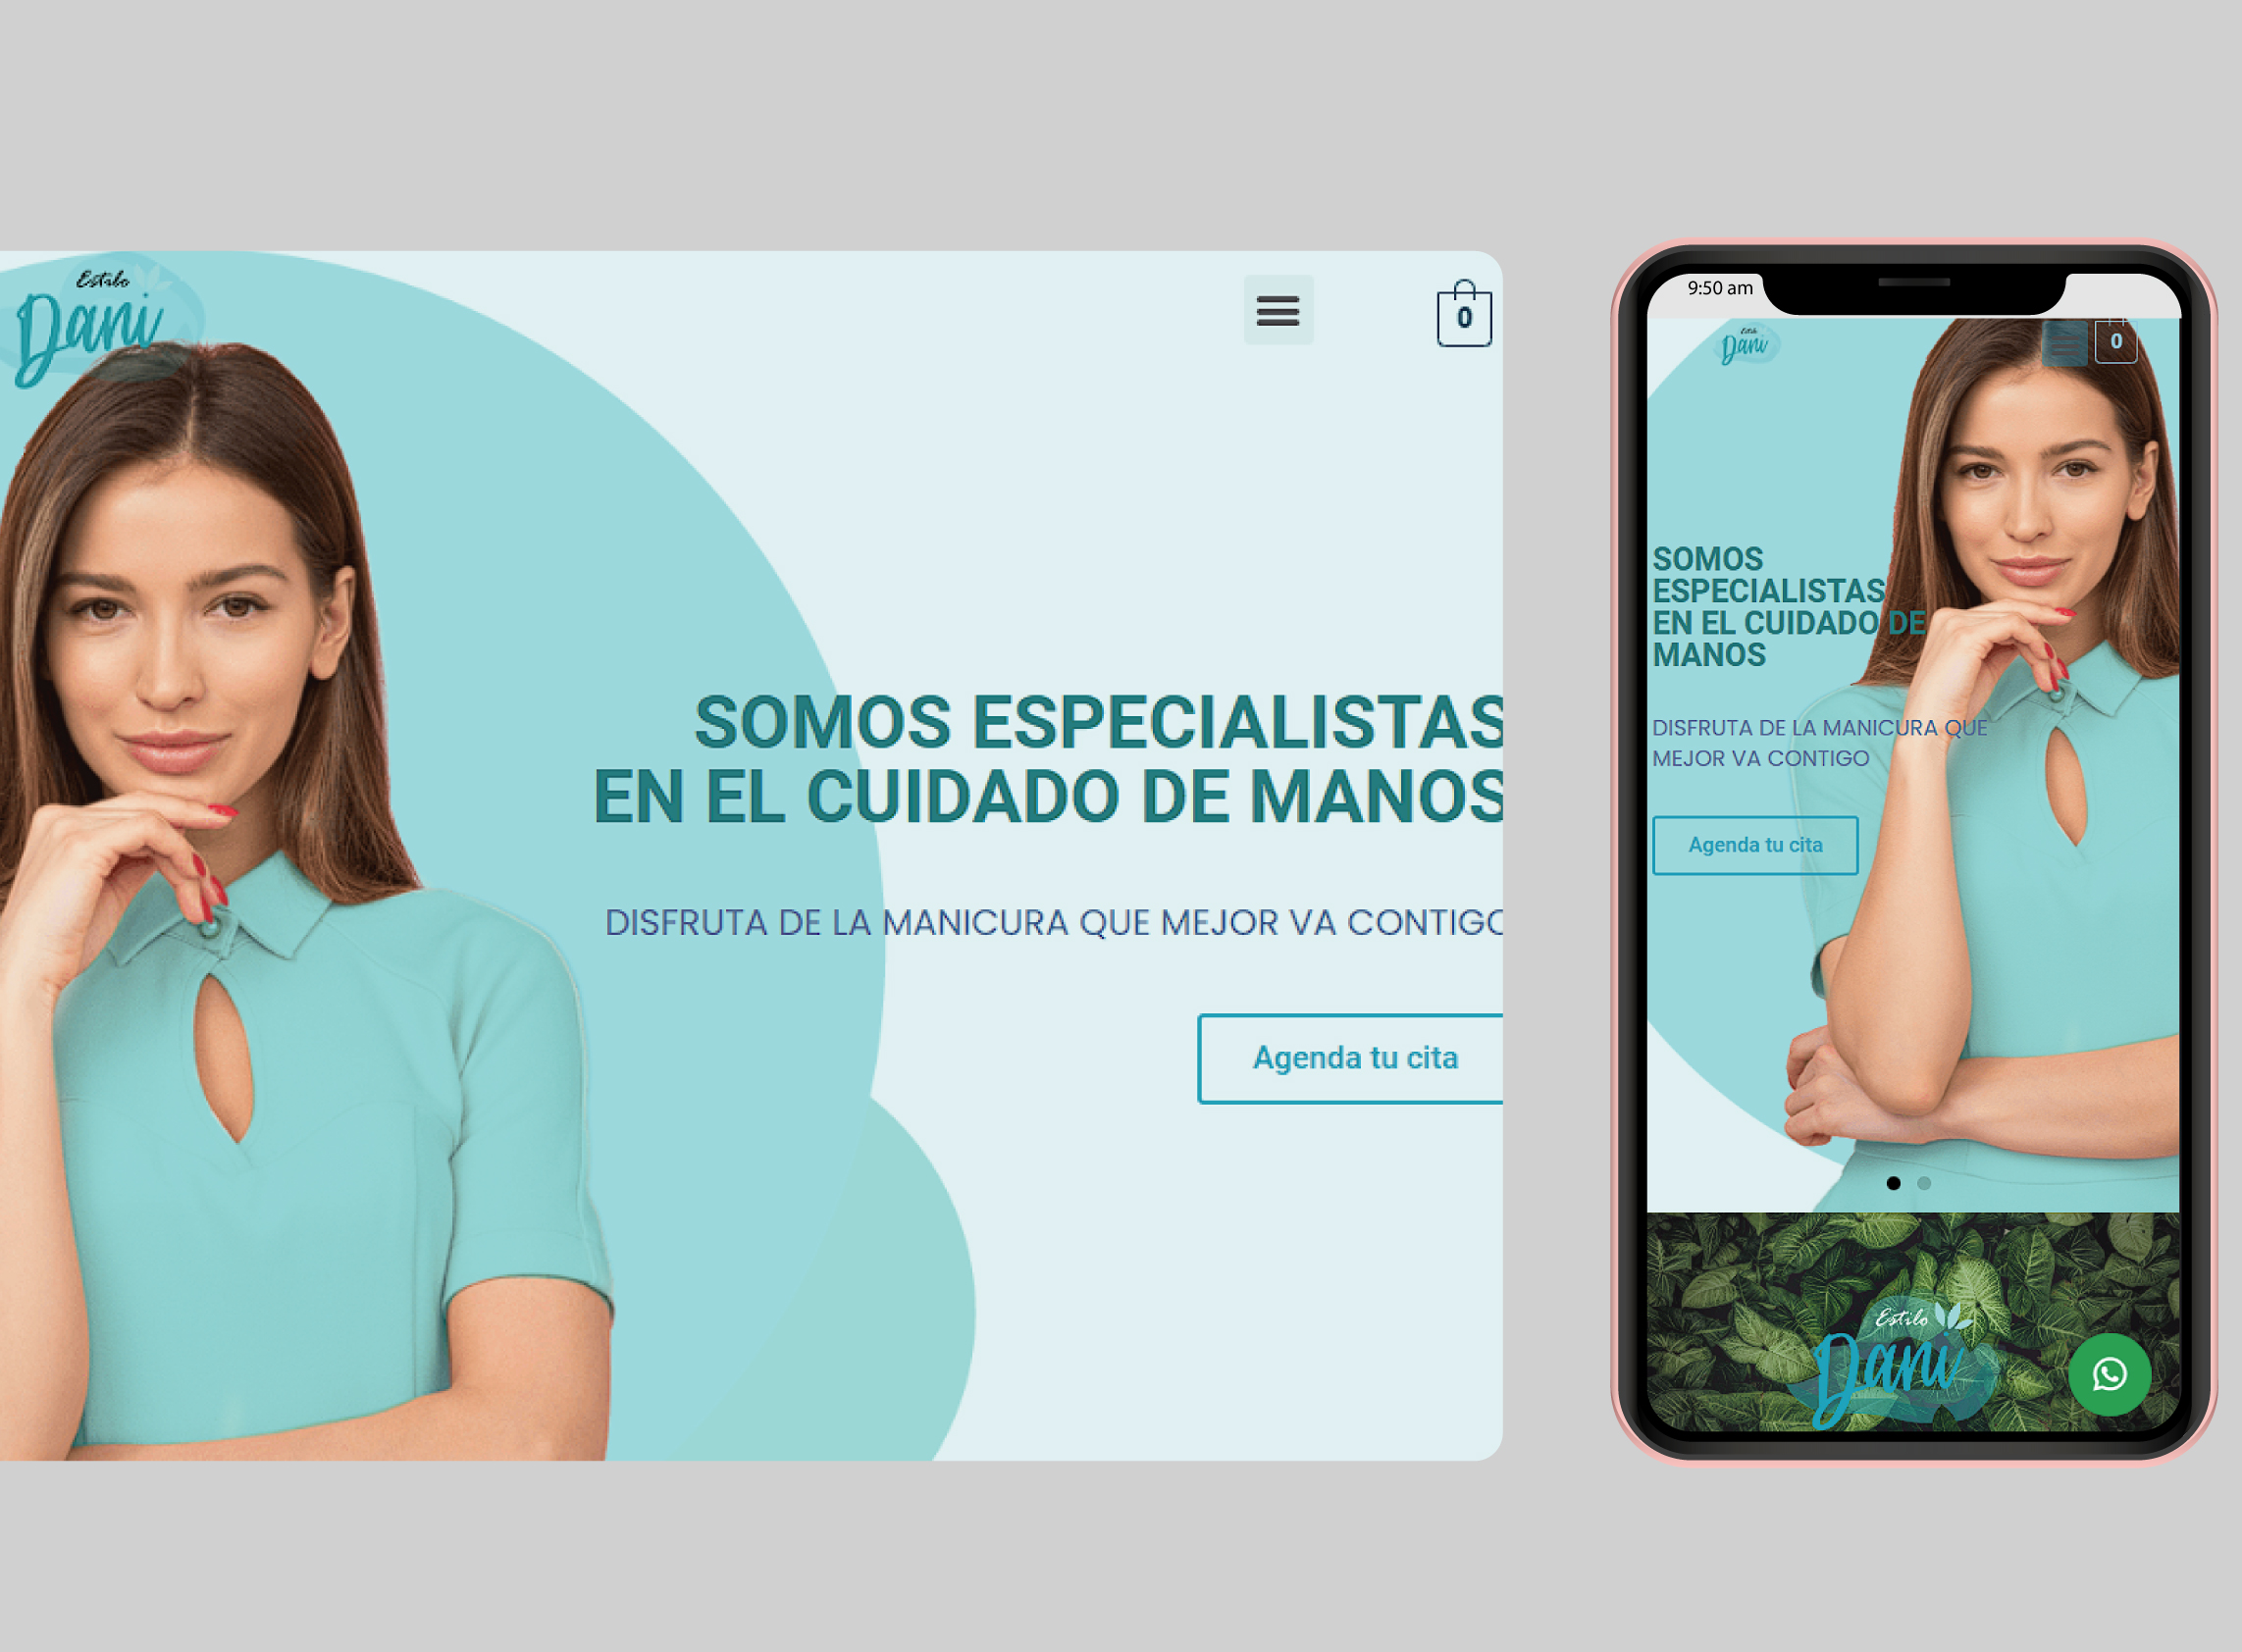 Estilo
Dani
0
SOMOS ESPECIALISTAS
EN EL CUIDADO DE MANOS
DISFRUTA DE LA MANICURA QUE MEJOR VA CONTIGO
Agenda tu cita
9:50 am
Estilo
Dani
0
SOMOS
ESPECIALISTAS
EN EL CUIDADO DE
MANOS
DISFRUTA DE LA MANICURA QUE
MEJOR VA CONTIGO
Agenda tu cita
Estilo
Dani